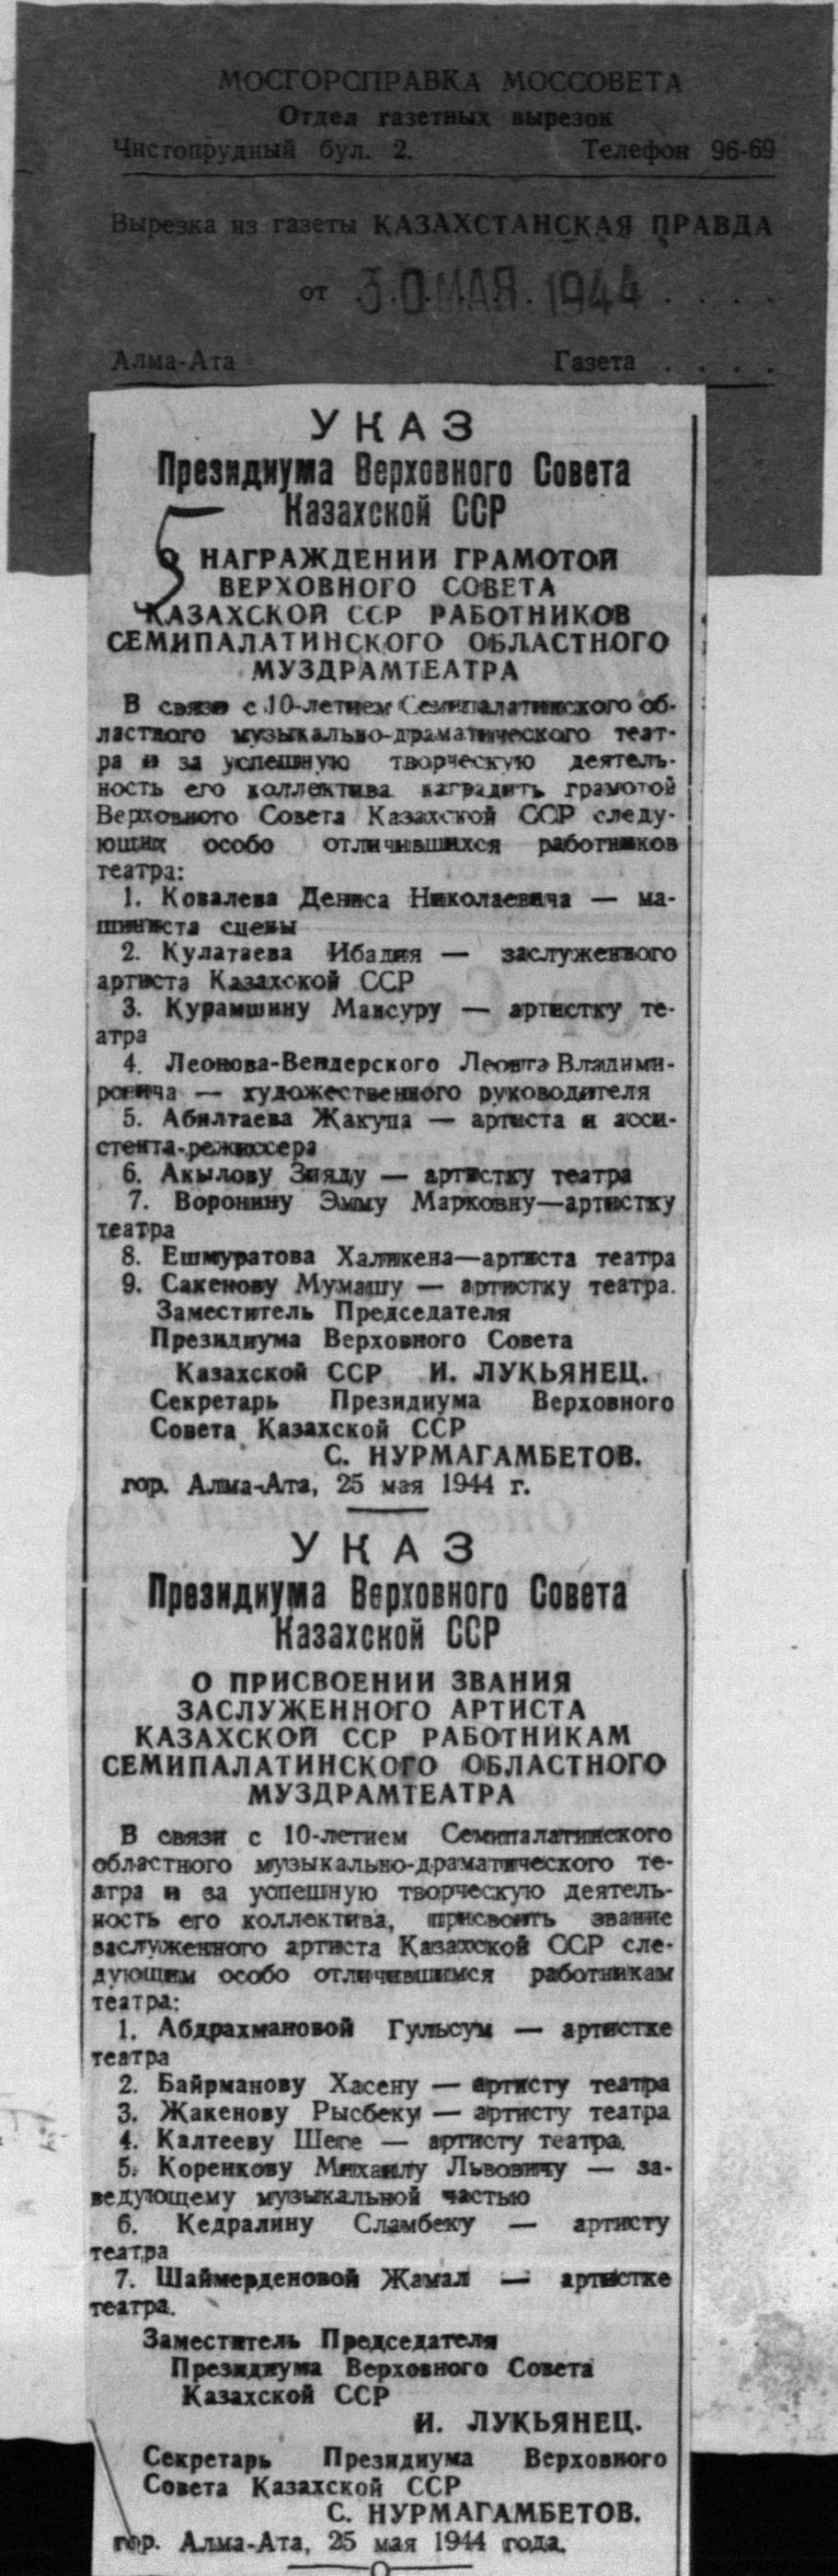 МОСГОРСПРАВКА МОССОВЕТА
Отдел газетных вырезок
Чистопрудный бул. 2. Телефон 96-69
Вырезка из газеты КАЗАХСТАНСКАЯ ПРАВДА
от 30 МАЯ. 1944
Алма-Ата Газета . . . .
УКАЗ
Президиума Верховного Совета
Казахской ССР
О НАГРАЖДЕНИИ ГРАМОТОЙ
ВЕРХОВНОГО СОВЕТА
КАЗАХСКОЙ ССР РАБОТНИКОВ
СЕМИПАЛАТИНСКОГО ОБЛАСТНОГО
МУЗДРАМТЕАТРА
В связи с 10-летием Семипалатинского об-
ластного музыкально-драматического теат-
ра и за успешную творческую деятель-
ность его коллектива наградить грамотой
Верховного Совета Казахской ССР следу-
ющих особо отличившихся работников
театра:
1. Ковалева Дениса Николаевича — ма-
шиниста сцены
2. Кулатаева Ибадия — заслуженного
артиста Казахской ССР
3. Курамшину Мансуру — артистку те-
атра
4. Леонова-Вендерского Леонта Владими-
ровича — художественного руководителя
5. Абилтаева Жакупа — артиста и асси-
стента-режиссера
6. Акылову Зияду — артистку театра
7. Воронину Эмму Марковну—артистку
театра
8. Ешмуратова Халикена—артиста театра
9. Сакенову Мумашу — артистку театра.
Заместитель Председателя
Президиума Верховного Совета
Казахской ССР И. ЛУКЬЯНЕЦ.
Секретарь Президиума Верховного
Совета Казахской ССР
С. НУРМАГАМБЕТОВ.
гор. Алма-Ата, 25 мая 1944 г.
УКАЗ
Президиума Верховного Совета
Казахской ССР
О ПРИСВОЕНИИ ЗВАНИЯ
ЗАСЛУЖЕННОГО АРТИСТА
КАЗАХСКОЙ ССР РАБОТНИКАМ
СЕМИПАЛАТИНСКОГО ОБЛАСТНОГО
МУЗДРАМТЕАТРА
В связи с 10-летием Семипалатинского
областного музыкально-драматического те-
атра и за успешную творческую деятель-
ность его коллектива, присвоить звание
заслуженного артиста Казахской ССР сле-
дующим особо отличившимся работникам
театра:
1. Абдрахмановой Гульсум — артистке
театра
2. Байрманову Хасену — артисту театра
3. Жакенову Рысбеку — артисту театра
4. Калтееву Шеге — артисту театра.
5. Коренкову Михаилу Львовичу — за-
ведующему музыкальной частью
6. Кедралину Сламбеку — артисту
театра
7. Шаймерденовой Жамал — артистке
театра.
Заместитель Председателя
Президиума Верховного Совета
Казахской ССР
И. ЛУКЬЯНЕЦ.
Секретарь Президиума Верховного
Совета Казахской ССР
С. НУРМАГАМБЕТОВ.
гор. Алма-Ата, 25 мая 1944 года.